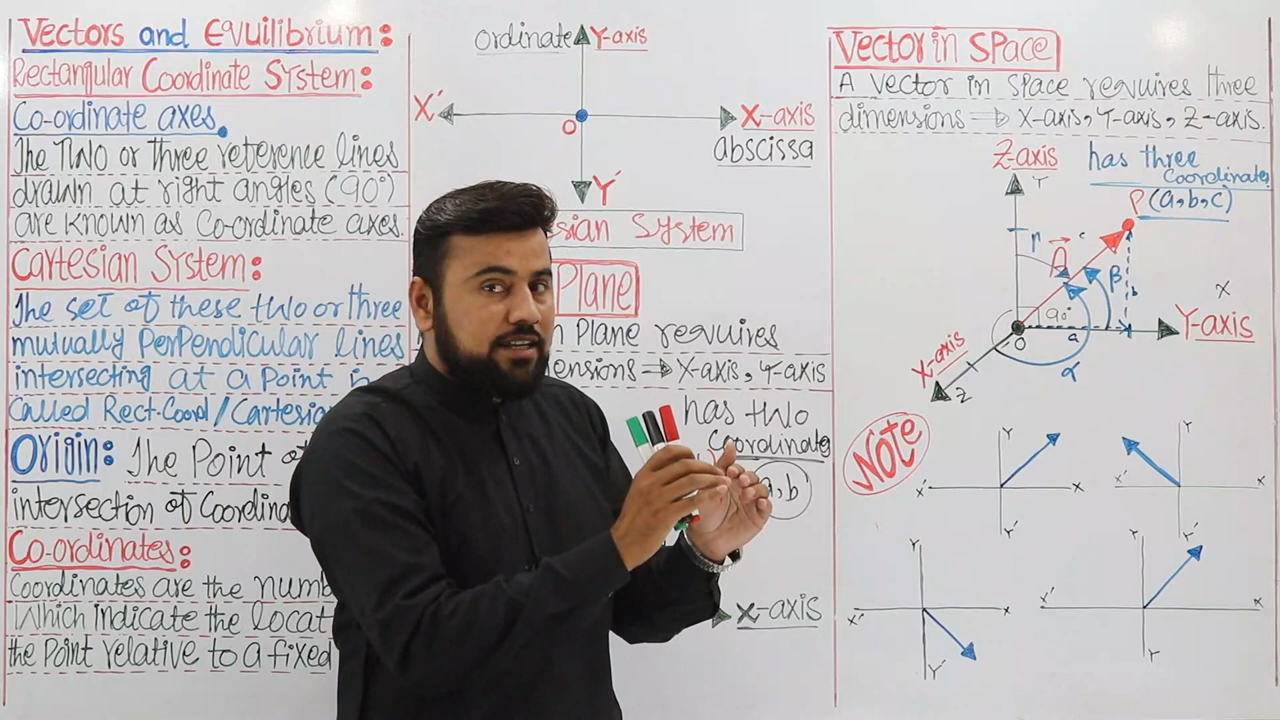 Vectors and Equilibrium:
Rectangular Coordinate System:
Co-ordinate axes.
The Two or three reference lines
drawn at right angles (90°)
are known as Co-ordinate axes.
Cartesian System:
The set of these two or three
mutually perpendicular lines
intersecting at a point i
Called Rect-Coord/Cartesia
Origin: The Point o
intersection of Coordin
Co-ordinates:
Coordinates are the numb
Which indicate the locat
the Point relative to a fixed
ordinate Y-axis
X′ O X-axis
abscissa
Y′
sian System
Plane
n Plane requires
mensions ⇒ X-axis, Y-axis
has two
Coordinates
a,b
X-axis
Vector in Space
A vector in space requires three
dimensions ⇒ X-axis, Y-axis, Z-axis.
Z-axis has three
Coordinates
Y
P(a,b,c)
r A c
β
b X
90°
O a Y-axis
X-axis
Z α
NOTE
Y Y
X′ X X′ X
Y′ Y′
Y Y
X′ X X′ X
Y′ Y